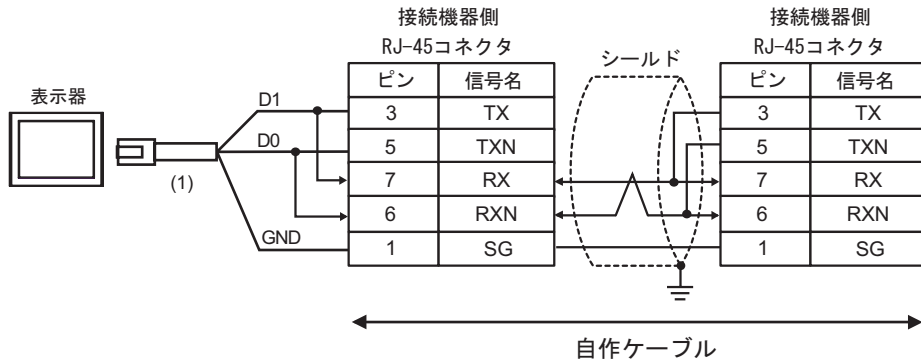 接続機器側
RJ-45コネクタ
接続機器側
RJ-45コネクタ
シールド
表示器
(1)
D1
D0
GND
ピン 信号名
3 TX
5 TXN
7 RX
6 RXN
1 SG
ピン 信号名
3 TX
5 TXN
7 RX
6 RXN
1 SG
自作ケーブル